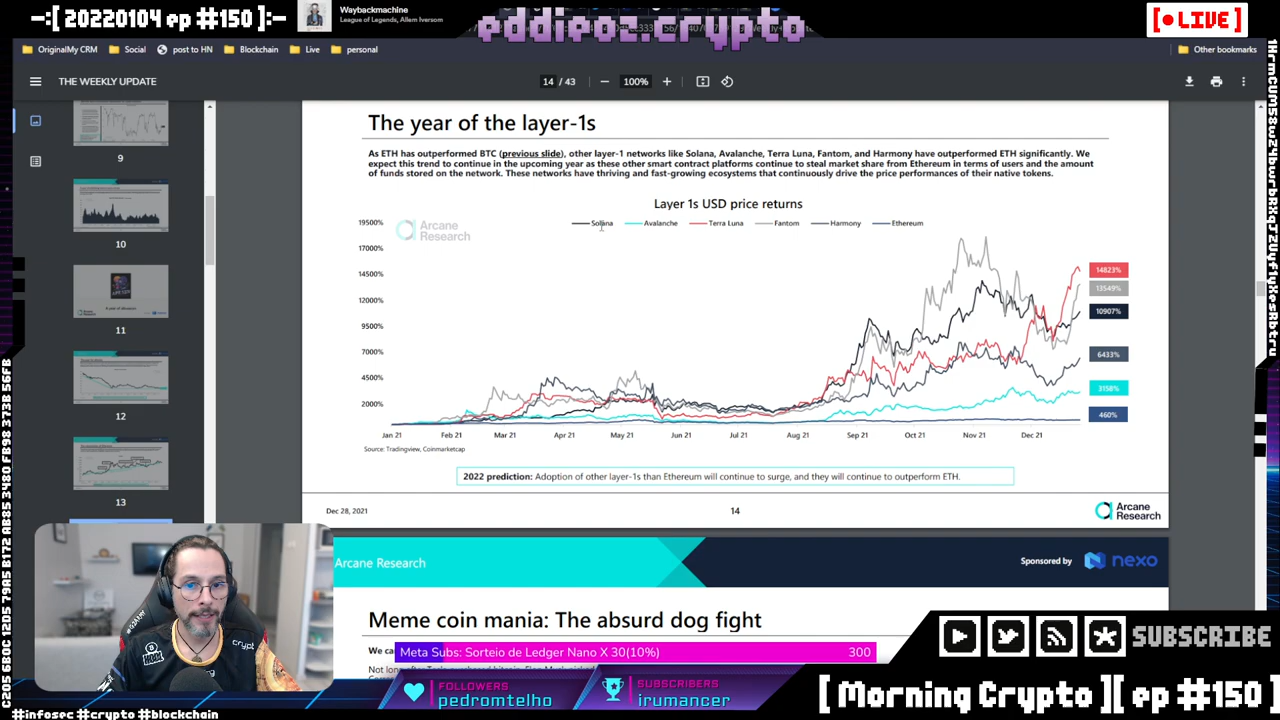 -:[ 20220104 ep #150 ]:-
Waybackmachine
League of Legends, Allem Iversom
eddieoz.crypto
[●LIVE]
OriginalMy CRM
Social
post to HN
Blockchain
Live
personal
Other bookmarks
THE WEEKLY UPDATE
14 / 43
100%
9
10
11
12
13
The year of the layer-1s
As ETH has outperformed BTC (previous slide), other layer-1 networks like Solana, Avalanche, Terra Luna, Fantom, and Harmony have outperformed ETH significantly. We
expect this trend to continue in the upcoming year as these other smart contract platforms continue to steal market share from Ethereum in terms of users and the amount
of funds stored on the network. These networks have thriving and fast-growing ecosystems that continuously drive the price performances of their native tokens.
Layer 1s USD price returns
Arcane
Research
Solana
Avalanche
Terra Luna
Fantom
Harmony
Ethereum
19500%
17000%
14500%
12000%
9500%
7000%
4500%
2000%
14823%
13549%
10907%
6433%
3158%
460%
Jan 21
Feb 21
Mar 21
Apr 21
May 21
Jun 21
Jul 21
Aug 21
Sep 21
Oct 21
Nov 21
Dec 21
Source: Tradingview, Coinmarketcap
2022 prediction: Adoption of other layer-1s than Ethereum will continue to surge, and they will continue to outperform ETH.
Dec 28, 2021
14
Arcane
Research
Arcane Research
Sponsored by
nexo
Meme coin mania: The absurd dog fight
We ca
Meta Subs: Sorteio de Ledger Nano X 30(10%)
300
FOLLOWERS
pedromtelho
SUBSCRIBERS
irumancer
SUBSCRIBE
[ Morning Crypto ][ ep #150 ]
#infosec #crypto #blockchain